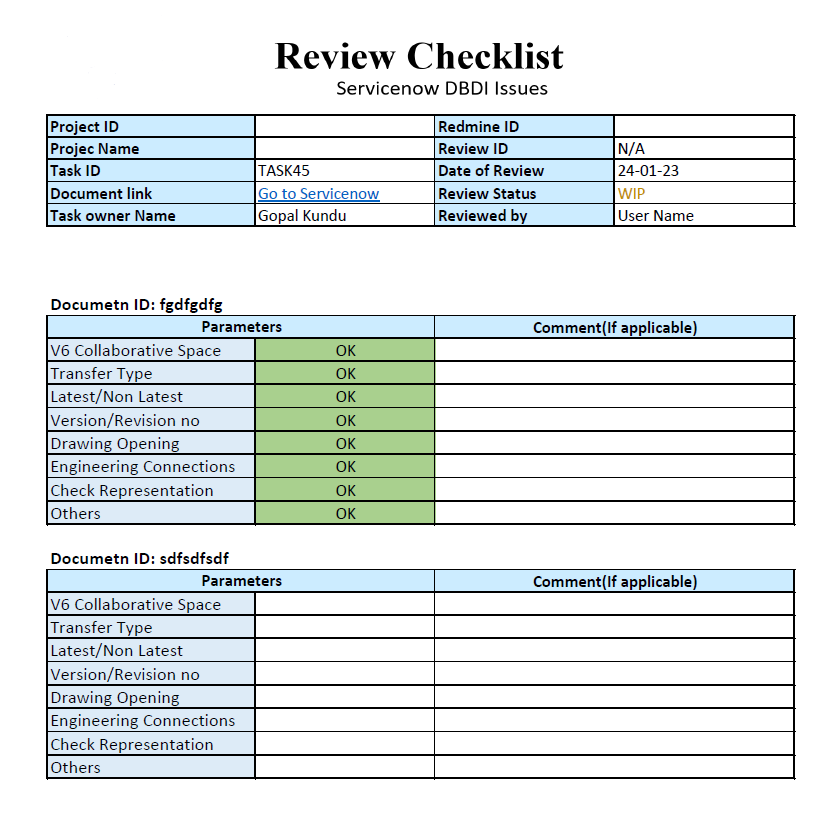 Review Checklist
Servicenow DBDI Issues
Project ID Redmine ID
Projec Name Review ID N/A
Task ID TASK45 Date of Review 24-01-23
Document link Go to Servicenow Review Status WIP
Task owner Name Gopal Kundu Reviewed by User Name
Documetn ID: fgdfgdfg
Parameters Comment(If applicable)
V6 Collaborative Space OK
Transfer Type OK
Latest/Non Latest OK
Version/Revision no OK
Drawing Opening OK
Engineering Connections OK
Check Representation OK
Others OK
Documetn ID: sdfsdfsdf
Parameters Comment(If applicable)
V6 Collaborative Space
Transfer Type
Latest/Non Latest
Version/Revision no
Drawing Opening
Engineering Connections
Check Representation
Others